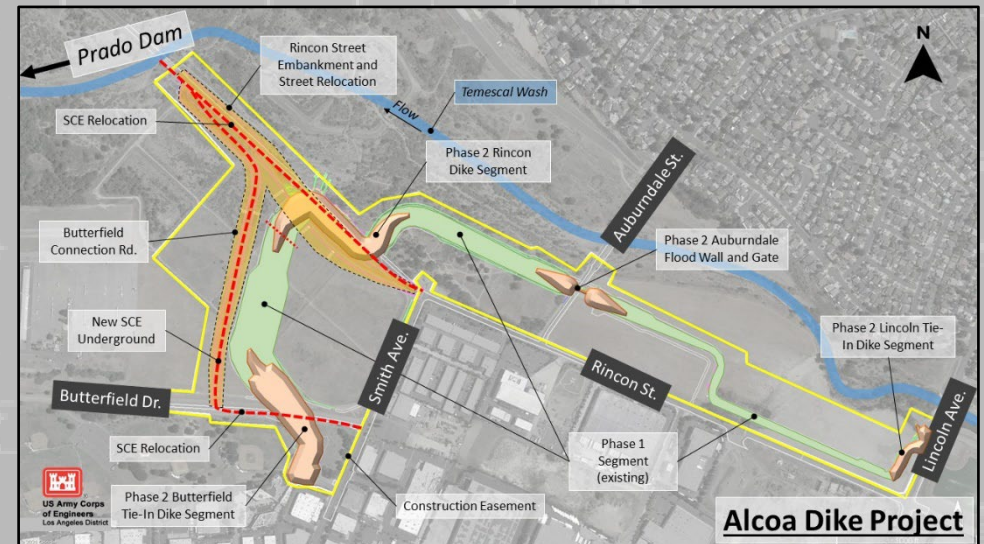 Prado Dam
Rincon Street
Embankment and
Street Relocation
N
SCE Relocation
Flow
Temescal Wash
Phase 2 Rincon
Dike Segment
Auburndale St.
Butterfield
Connection Rd.
Phase 2 Auburndale
Flood Wall and Gate
New SCE
Underground
Smith Ave.
Rincon St.
Phase 2 Lincoln Tie-
In Dike Segment
Butterfield Dr.
Lincoln Ave.
SCE Relocation
Phase 1
Segment
(existing)
US Army Corps
of Engineers
Los Angeles District
Phase 2 Butterfield
Tie-In Dike Segment
Construction Easement
Alcoa Dike Project